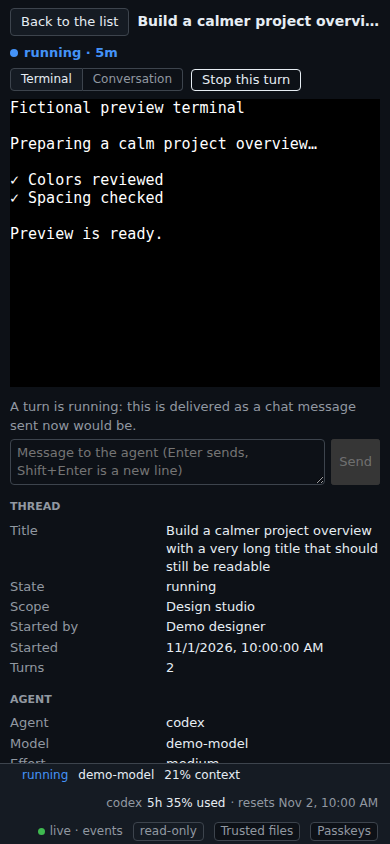 Back to the list Build a calmer project overvi…
running · 5m
Terminal Conversation Stop this turn
Fictional preview terminal
Preparing a calm project overview…
✓ Colors reviewed
✓ Spacing checked
Preview is ready.
A turn is running: this is delivered as a chat message
sent now would be.
Message to the agent (Enter sends,
Shift+Enter is a new line)
Send
THREAD
Title Build a calmer project overview
with a very long title that should
still be readable
State running
Scope Design studio
Started by Demo designer
Started 11/1/2026, 10:00:00 AM
Turns 2
AGENT
Agent codex
Model demo-model
Effort medium
running demo-model 21% context
codex 5h 35% used · resets Nov 2, 10:00 AM
live · events read-only Trusted files Passkeys